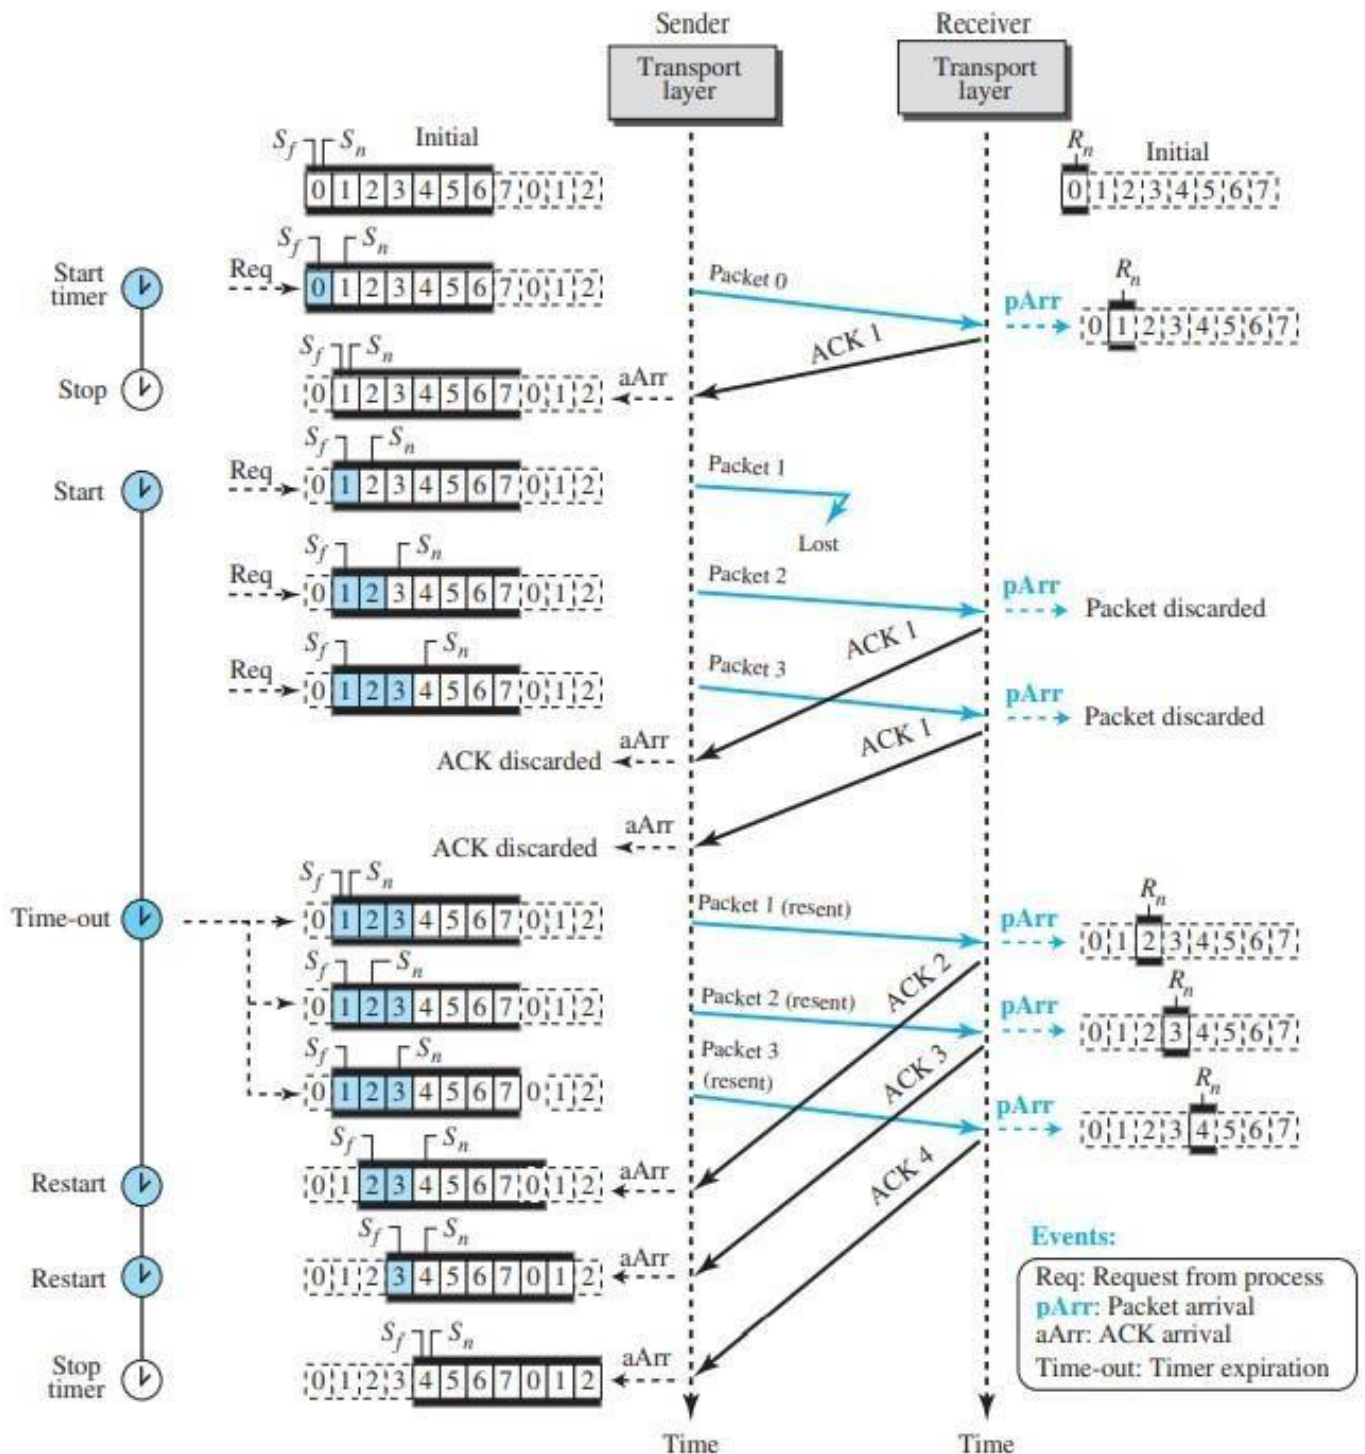 Sender
Receiver
Transport
layer
Transport
layer
Sf Sn Initial
0 1 2 3 4 5 6 7 0 1 2
Rn Initial
0 1 2 3 4 5 6 7
Start
timer
Req
Sf Sn
0 1 2 3 4 5 6 7 0 1 2
Packet 0
pArr
Rn
0 1 2 3 4 5 6 7
ACK 1
Stop
Sf Sn
0 1 2 3 4 5 6 7 0 1 2
aArr
Start
Req
Sf Sn
0 1 2 3 4 5 6 7 0 1 2
Packet 1
Lost
Req
Sf Sn
0 1 2 3 4 5 6 7 0 1 2
Packet 2
pArr
Packet discarded
ACK 1
Req
Sf Sn
0 1 2 3 4 5 6 7 0 1 2
Packet 3
pArr
Packet discarded
ACK 1
ACK discarded
aArr
ACK discarded
aArr
Time-out
Sf Sn
0 1 2 3 4 5 6 7 0 1 2
Packet 1 (resent)
pArr
Rn
0 1 2 3 4 5 6 7
ACK 2
Sf Sn
0 1 2 3 4 5 6 7 0 1 2
Packet 2 (resent)
pArr
Rn
0 1 2 3 4 5 6 7
ACK 3
Sf Sn
0 1 2 3 4 5 6 7 0 1 2
Packet 3
(resent)
pArr
Rn
0 1 2 3 4 5 6 7
ACK 4
Restart
Sf Sn
0 1 2 3 4 5 6 7 0 1 2
aArr
Restart
Sf Sn
0 1 2 3 4 5 6 7 0 1 2
aArr
Stop
timer
Sf Sn
0 1 2 3 4 5 6 7 0 1 2
aArr
Events:
Req: Request from process
pArr: Packet arrival
aArr: ACK arrival
Time-out: Timer expiration
Time
Time